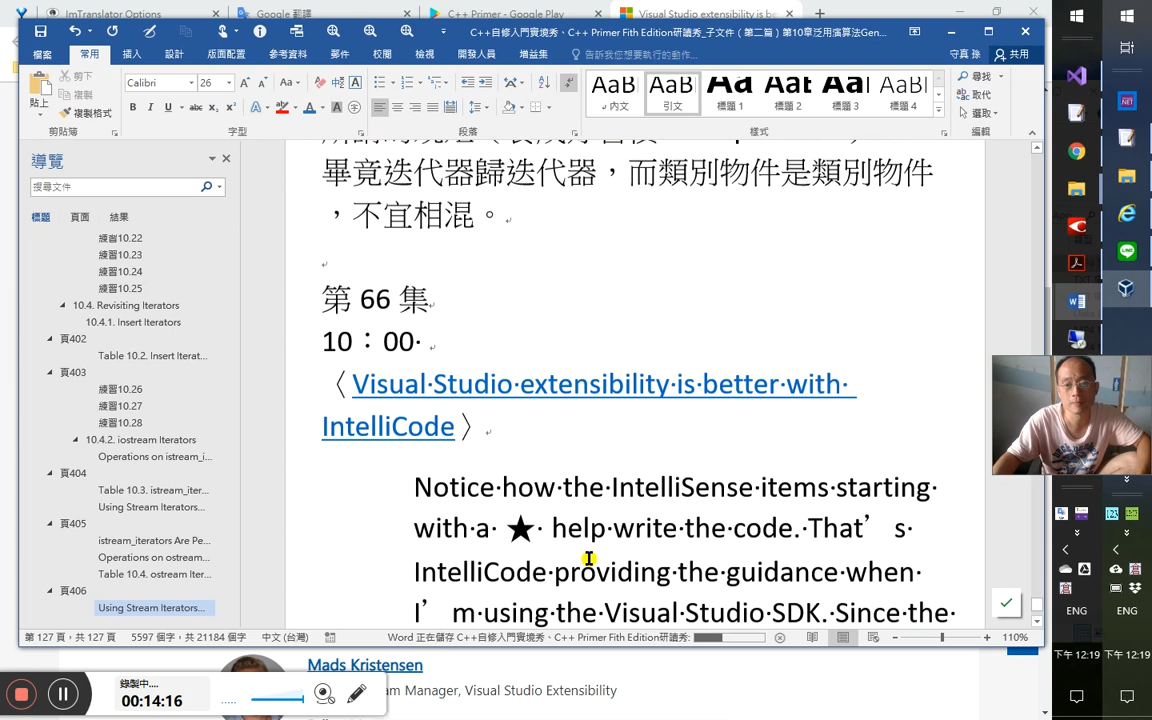 ImTranslator Options
Google 翻譯
C++ Primer - Google Play
Visual Studio extensibility is be
C++自修入門實境秀、C++ Primer Fifth Edition研讀秀_子文件（第二篇）第10章泛用演算法Gen...
檔案
常用
插入
設計
版面配置
參考資料
郵件
校閱
檢視
開發人員
增益集
告訴我您想要執行的動作...
守真 孫
共用
貼上
剪下
複製
複製格式
剪貼簿
Calibri
26
字型
段落
AaB
內文
AaB
引文
Aa
標題 1
Aat
標題 2
Aal
標題 3
AaBl
標題 4
樣式
尋找
取代
選取
編輯
導覽
搜尋文件
標題
頁面
結果
練習10.22
練習10.23
練習10.24
練習10.25
10.4. Revisiting Iterators
10.4.1. Insert Iterators
頁402
Table 10.2. Insert Iterat...
頁403
練習10.26
練習10.27
練習10.28
10.4.2. iostream Iterators
Operations on istream_i...
頁404
Table 10.3. istream_iter...
Using Stream Iterators...
頁405
istream_iterators Are Pe...
Operations on ostream...
Table 10.4. ostream Iter...
頁406
Using Stream Iterators...
畢竟迭代器歸迭代器，而類別物件是類別物件
，不宜相混。
第 66 集
10：00
〈Visual Studio extensibility is better with
IntelliCode〉
Notice how the IntelliSense items starting
with a ★ help write the code. That’s
IntelliCode providing the guidance when
I’m using the Visual Studio SDK. Since the
第 127 頁，共 127 頁
5597 個字，共 21184 個字
中文 (台灣)
Word 正在儲存 C++自修入門實境秀、C++ Primer Fifth Edition研讀秀:
110%
Mads Kristensen
am Manager, Visual Studio Extensibility
錄製中....
00:14:16
ENG
ENG
下午 12:19
下午 12:19